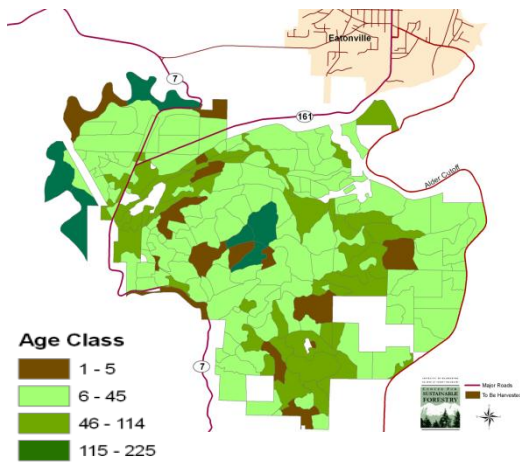 Eatonville
7
161
Alder Cutoff
7
Age Class
1 - 5
6 - 45
46 - 114
115 - 225
SUSTAINABLE
FORESTRY
Major Roads
To Be Harvested